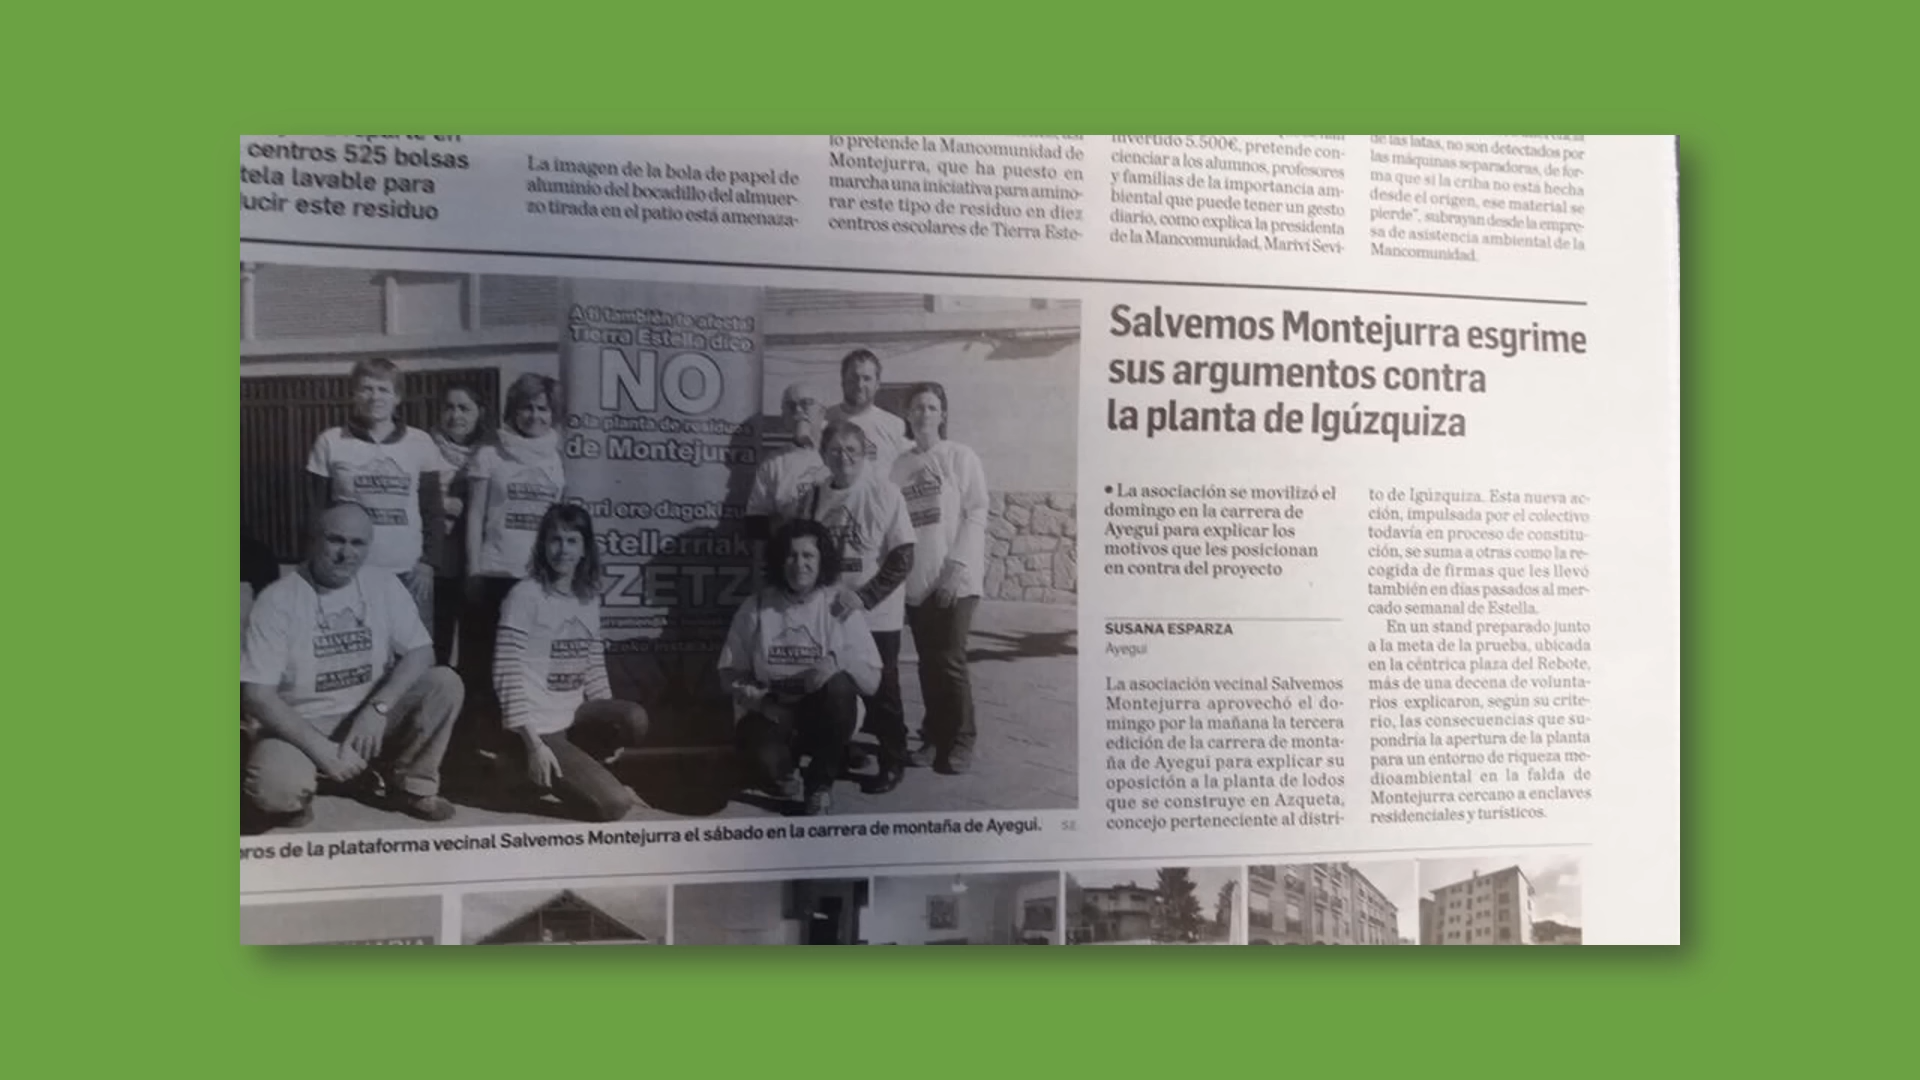 centros 525 bolsas
tela lavable para
ucir este residuo
La imagen de la bola de papel de
aluminio del bocadillo del almuer-
zo tirada en el patio está amenaza-
lo pretende la Mancomunidad de
Montejurra, que ha puesto en
marcha una iniciativa para amino-
rar este tipo de residuo en diez
centros escolares de Tierra Este-
invertido 5.500€, pretende con-
cienciar a los alumnos, profesores
y familias de la importancia am-
biental que puede tener un gesto
diario, como explica la presidenta
de la Mancomunidad, Mariví Sevi-
de las latas, no son detectados por
las máquinas separadoras, de for-
ma que si la criba no está hecha
desde el origen, ese material se
pierde", subrayan desde la empre-
sa de asistencia ambiental de la
Mancomunidad.
A ti también te afecta!
Tierra Estella dice
NO
a la planta de residuos
de Montejurra
Zuri ere dagokizu
stellerriak
ZETZ
SALVEMOS
Salvemos Montejurra esgrime
sus argumentos contra
la planta de Igúzquiza
• La asociación se movilizó el
domingo en la carrera de
Ayegui para explicar los
motivos que les posicionan
en contra del proyecto
SUSANA ESPARZA
Ayegui
La asociación vecinal Salvemos
Montejurra aprovechó el do-
mingo por la mañana la tercera
edición de la carrera de monta-
ña de Ayegui para explicar su
oposición a la planta de lodos
que se construye en Azqueta,
concejo perteneciente al distri-
to de Igúzquiza. Esta nueva ac-
ción, impulsada por el colectivo
todavía en proceso de constitu-
ción, se suma a otras como la re-
cogida de firmas que les llevó
también en días pasados al mer-
cado semanal de Estella.
En un stand preparado junto
a la meta de la prueba, ubicada
en la céntrica plaza del Rebote,
más de una decena de volunta-
rios explicaron, según su crite-
rio, las consecuencias que su-
pondría la apertura de la planta
para un entorno de riqueza me-
dioambiental en la falda de
Montejurra cercano a enclaves
residenciales y turísticos.
bros de la plataforma vecinal Salvemos Montejurra el sábado en la carrera de montaña de Ayegui. SE